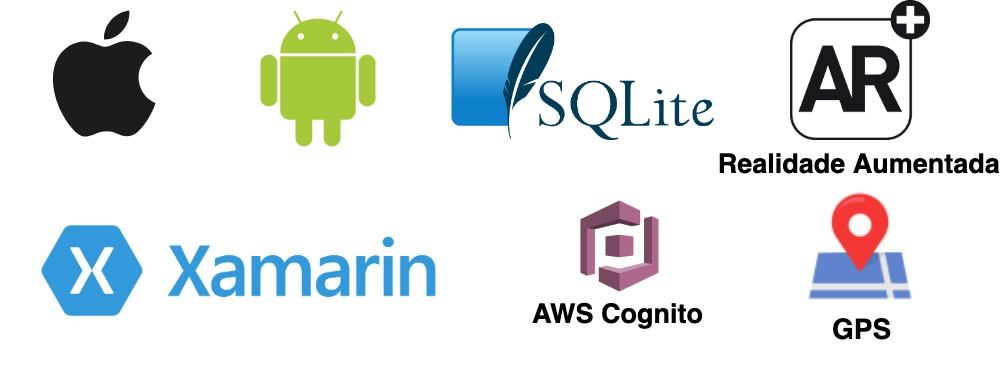 SQLite
AR
Realidade Aumentada
X Xamarin
AWS Cognito
GPS